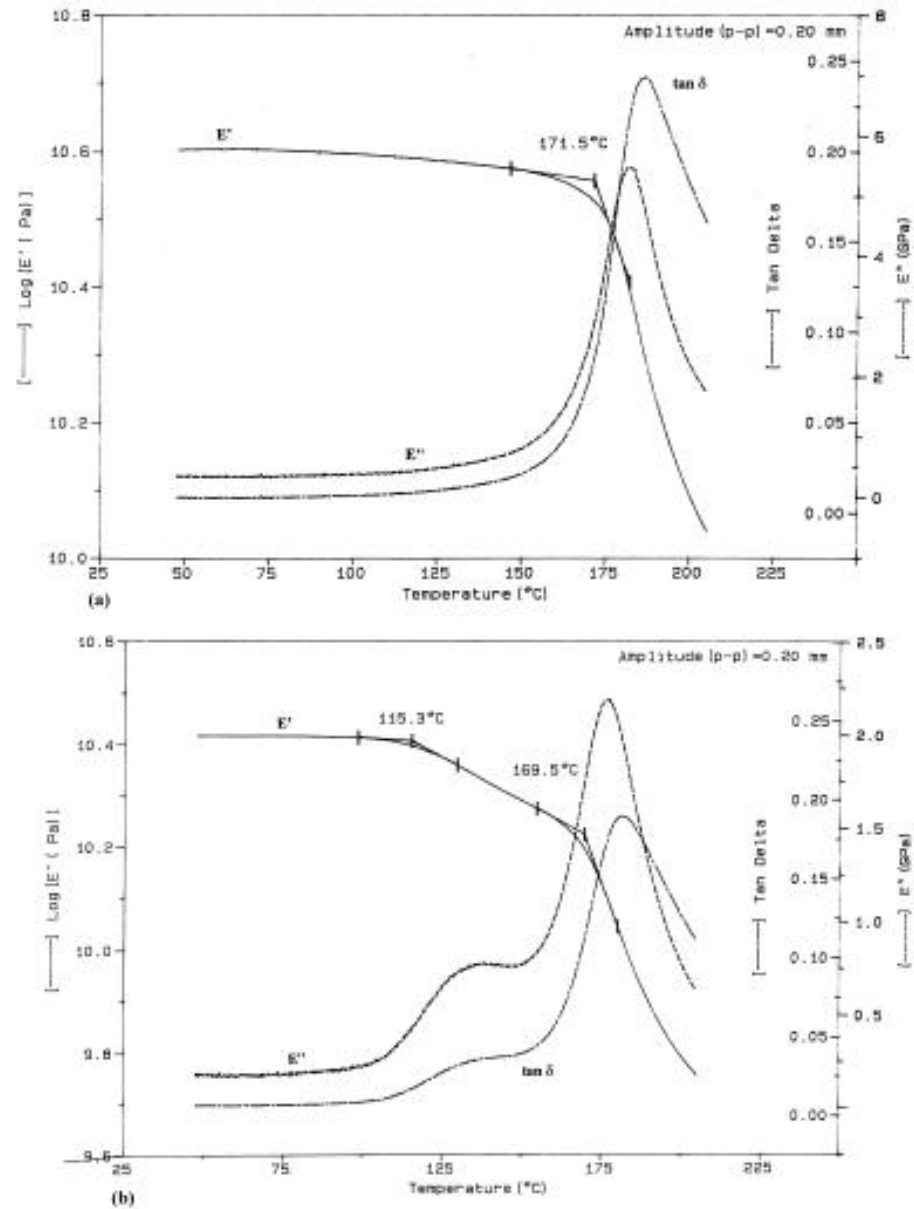 10.8
8
Amplitude (p-p) =0.20 mm
0.25
tan δ
E'
171.5°C
10.6
0.20
6
[——] Log [E' ( Pa) ]
0.15
[——] Tan Delta
4
[------] E" (GPa)
10.4
0.10
2
10.2
E"
0.05
0
0.00
10.0
25 50 75 100 125 150 175 200 225
Temperature (°C)
(a)
10.6
2.5
Amplitude (p-p) =0.20 mm
E'
115.3°C
0.25
10.4
2.0
169.5°C
0.20
[——] Log [E' ( Pa) ]
10.2
1.5
0.15
[——] Tan Delta
[------] E" (GPa)
10.0
0.10
1.0
0.05
0.5
9.8
E"
tan δ
0.00
9.6
25 75 125 175 225
Temperature (°C)
(b)